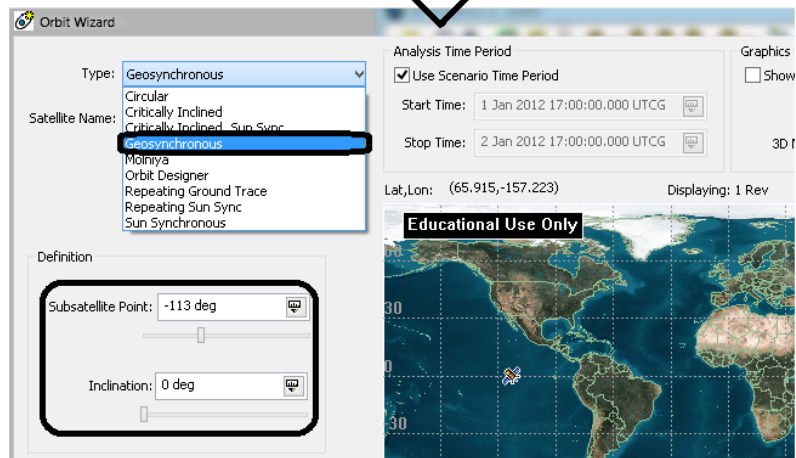 Orbit Wizard
Type: Geosynchronous
Circular
Critically Inclined
Critically Inclined, Sun Sync
Geosynchronous
Molniya
Orbit Designer
Repeating Ground Trace
Repeating Sun Sync
Sun Synchronous
Satellite Name:
Definition
Subsatellite Point: -113 deg
Inclination: 0 deg
Analysis Time Period
Use Scenario Time Period
Start Time: 1 Jan 2012 17:00:00.000 UTCG
Stop Time: 2 Jan 2012 17:00:00.000 UTCG
Graphics
Show
3D
Lat,Lon: (65.915,-157.223)
Displaying: 1 Rev
Educational Use Only
30
0
30